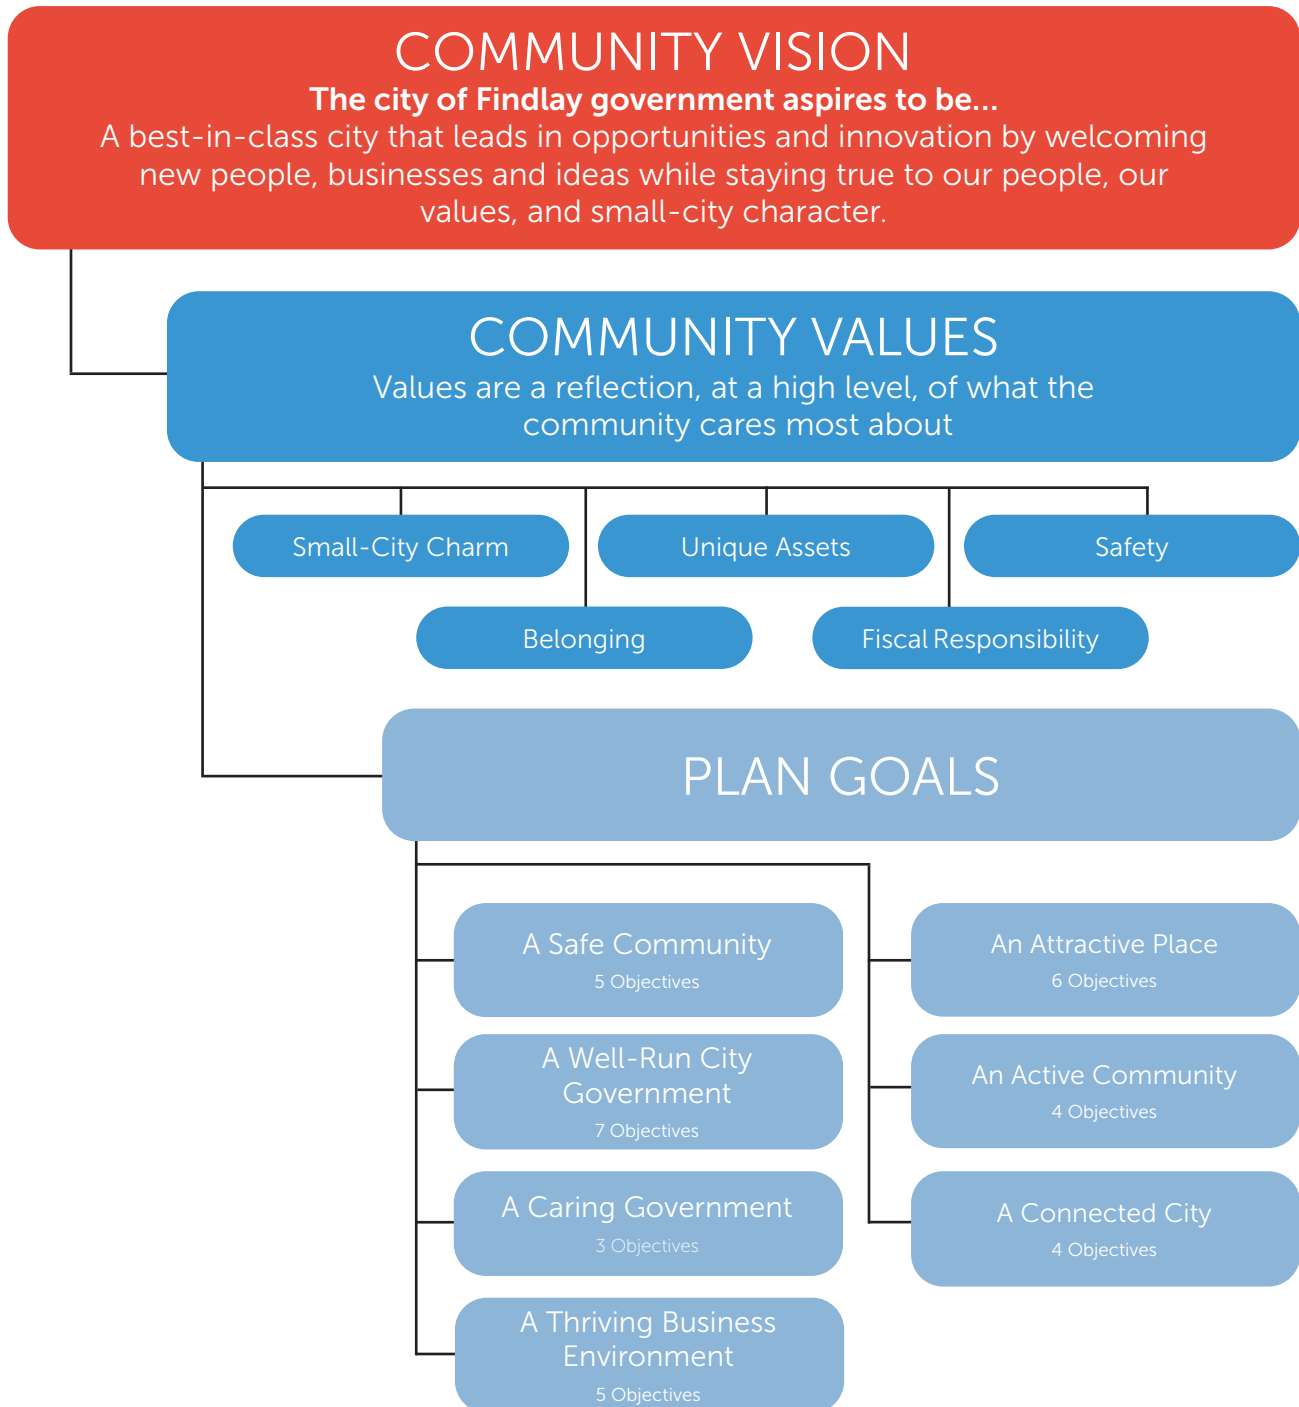 COMMUNITY VISION
The city of Findlay government aspires to be...
A best-in-class city that leads in opportunities and innovation by welcoming
new people, businesses and ideas while staying true to our people, our
values, and small-city character.
COMMUNITY VALUES
Values are a reflection, at a high level, of what the
community cares most about
Small-City Charm
Unique Assets
Safety
Belonging
Fiscal Responsibility
PLAN GOALS
A Safe Community
5 Objectives
A Well-Run City
Government
7 Objectives
A Caring Government
3 Objectives
A Thriving Business
Environment
5 Objectives
An Attractive Place
6 Objectives
An Active Community
4 Objectives
A Connected City
4 Objectives